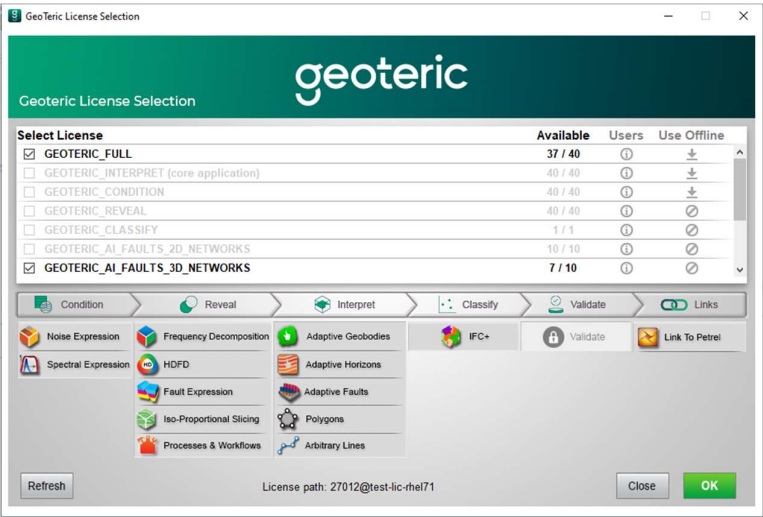 GeoTeric License Selection
geoteric
Geoteric License Selection
Select License Available Users Use Offline
GEOTERIC_FULL 37 / 40
GEOTERIC_INTERPRET (core application) 40 / 40
GEOTERIC_CONDITION 40 / 40
GEOTERIC_REVEAL 40 / 40
GEOTERIC_CLASSIFY 1 / 1
GEOTERIC_AI_FAULTS_2D_NETWORKS 10 / 10
GEOTERIC_AI_FAULTS_3D_NETWORKS 7 / 10
Condition Reveal Interpret Classify Validate Links
Noise Expression Frequency Decomposition Adaptive Geobodies IFC+ Validate Link To Petrel
Spectral Expression HD HDFD Adaptive Horizons
Fault Expression Adaptive Faults
Iso-Proportional Slicing Polygons
Processes & Workflows Arbitrary Lines
Refresh License path: 27012@test-lic-rhel71 Close OK